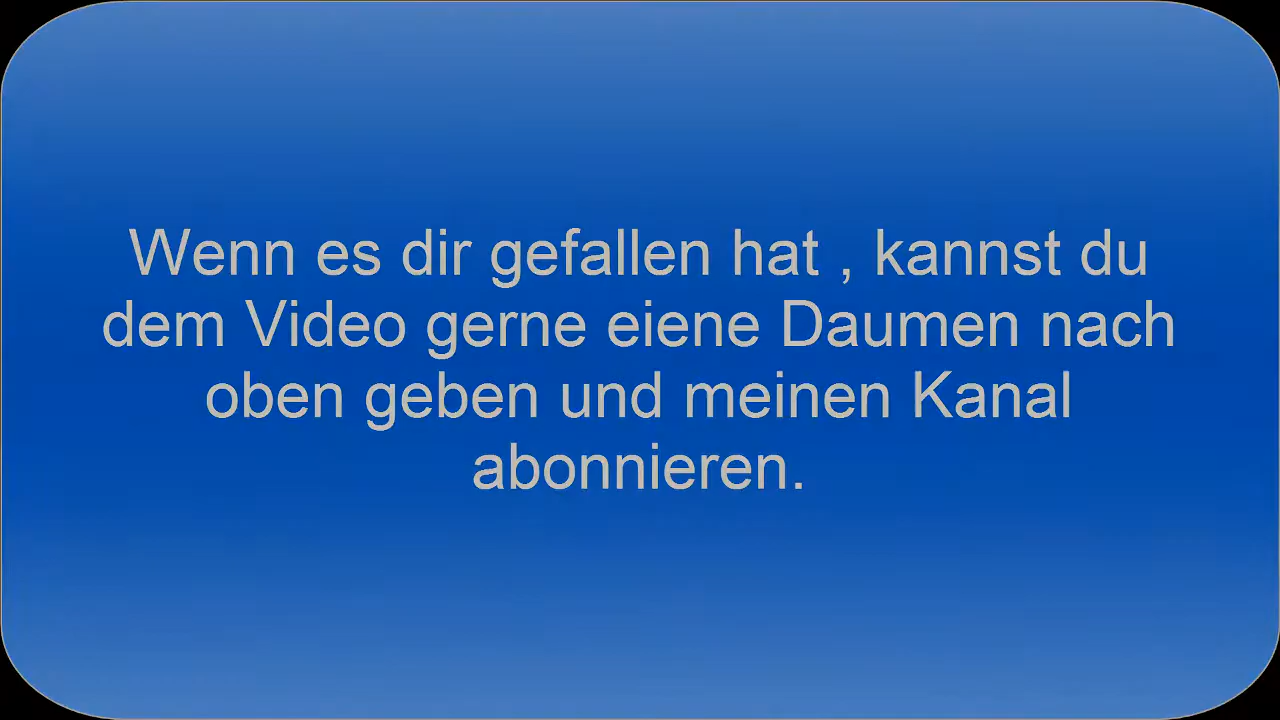 Wenn es dir gefallen hat , kannst du
dem Video gerne eiene Daumen nach
oben geben und meinen Kanal
abonnieren.